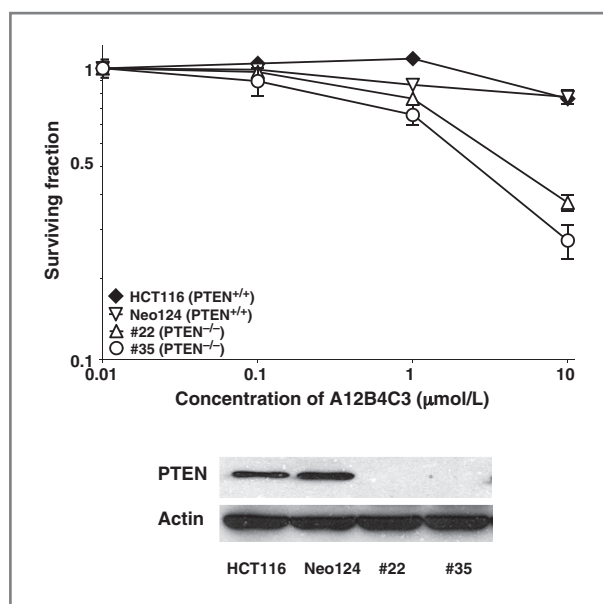 1
0.5
0.1
Surviving fraction
HCT116 (PTEN+/+)
Neo124 (PTEN+/+)
#22 (PTEN–/–)
#35 (PTEN–/–)
0.01 0.1 1 10
Concentration of A12B4C3 (μmol/L)
PTEN
Actin
HCT116 Neo124 #22 #35